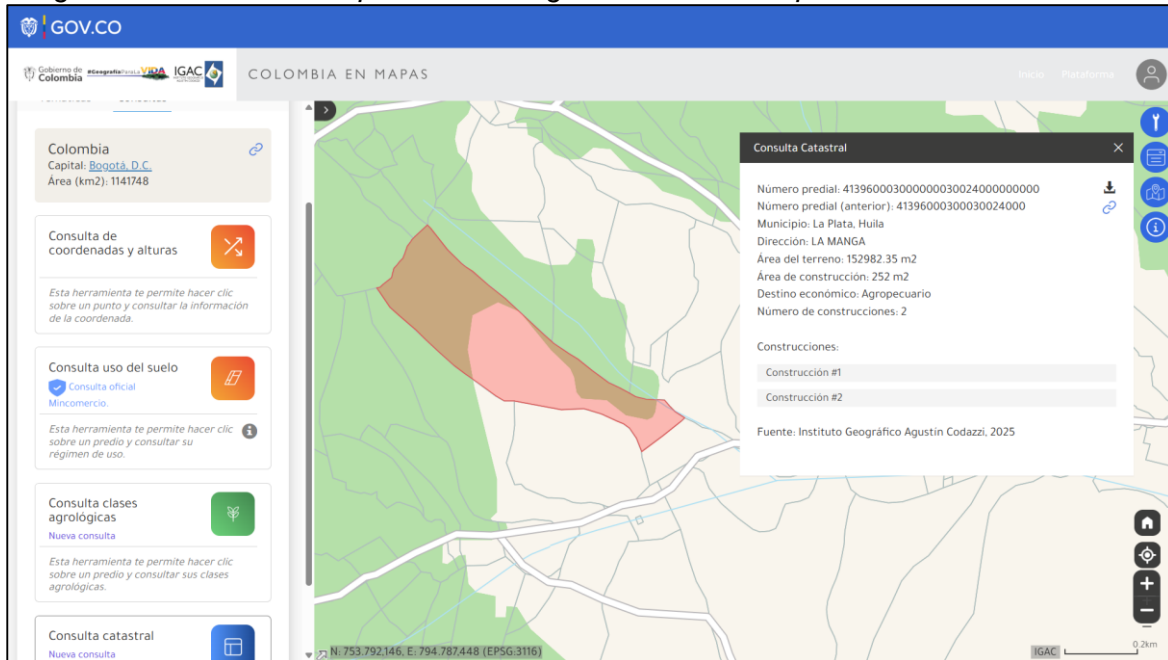 GOV.CO
Gobierno de
Colombia
#GeografíaParaLaVIDA
IGAC
COLOMBIA EN MAPAS
Inicio
Plataforma
Colombia
Capital: Bogotá, D.C.
Área (km2): 1141748
Consulta de
coordenadas y alturas
Esta herramienta te permite hacer clic
sobre un punto y consultar la información
de la coordenada.
Consulta uso del suelo
Consulta oficial
Mincomercio.
Esta herramienta te permite hacer clic
sobre un predio y consultar su
régimen de uso.
Consulta clases
agrológicas
Nueva consulta
Esta herramienta te permite hacer clic
sobre un predio y consultar sus clases
agrológicas.
Consulta catastral
Nueva consulta
Consulta Catastral
Número predial: 413960003000000030024000000000
Número predial (anterior): 41396000300030024000
Municipio: La Plata, Huila
Dirección: LA MANGA
Área del terreno: 152982.35 m2
Área de construcción: 252 m2
Destino económico: Agropecuario
Número de construcciones: 2
Construcciones:
Construcción #1
Construcción #2
Fuente: Instituto Geográfico Agustín Codazzi, 2025
N: 753.792,146, E: 794.787,448 (EPSG:3116)
IGAC
0.2km